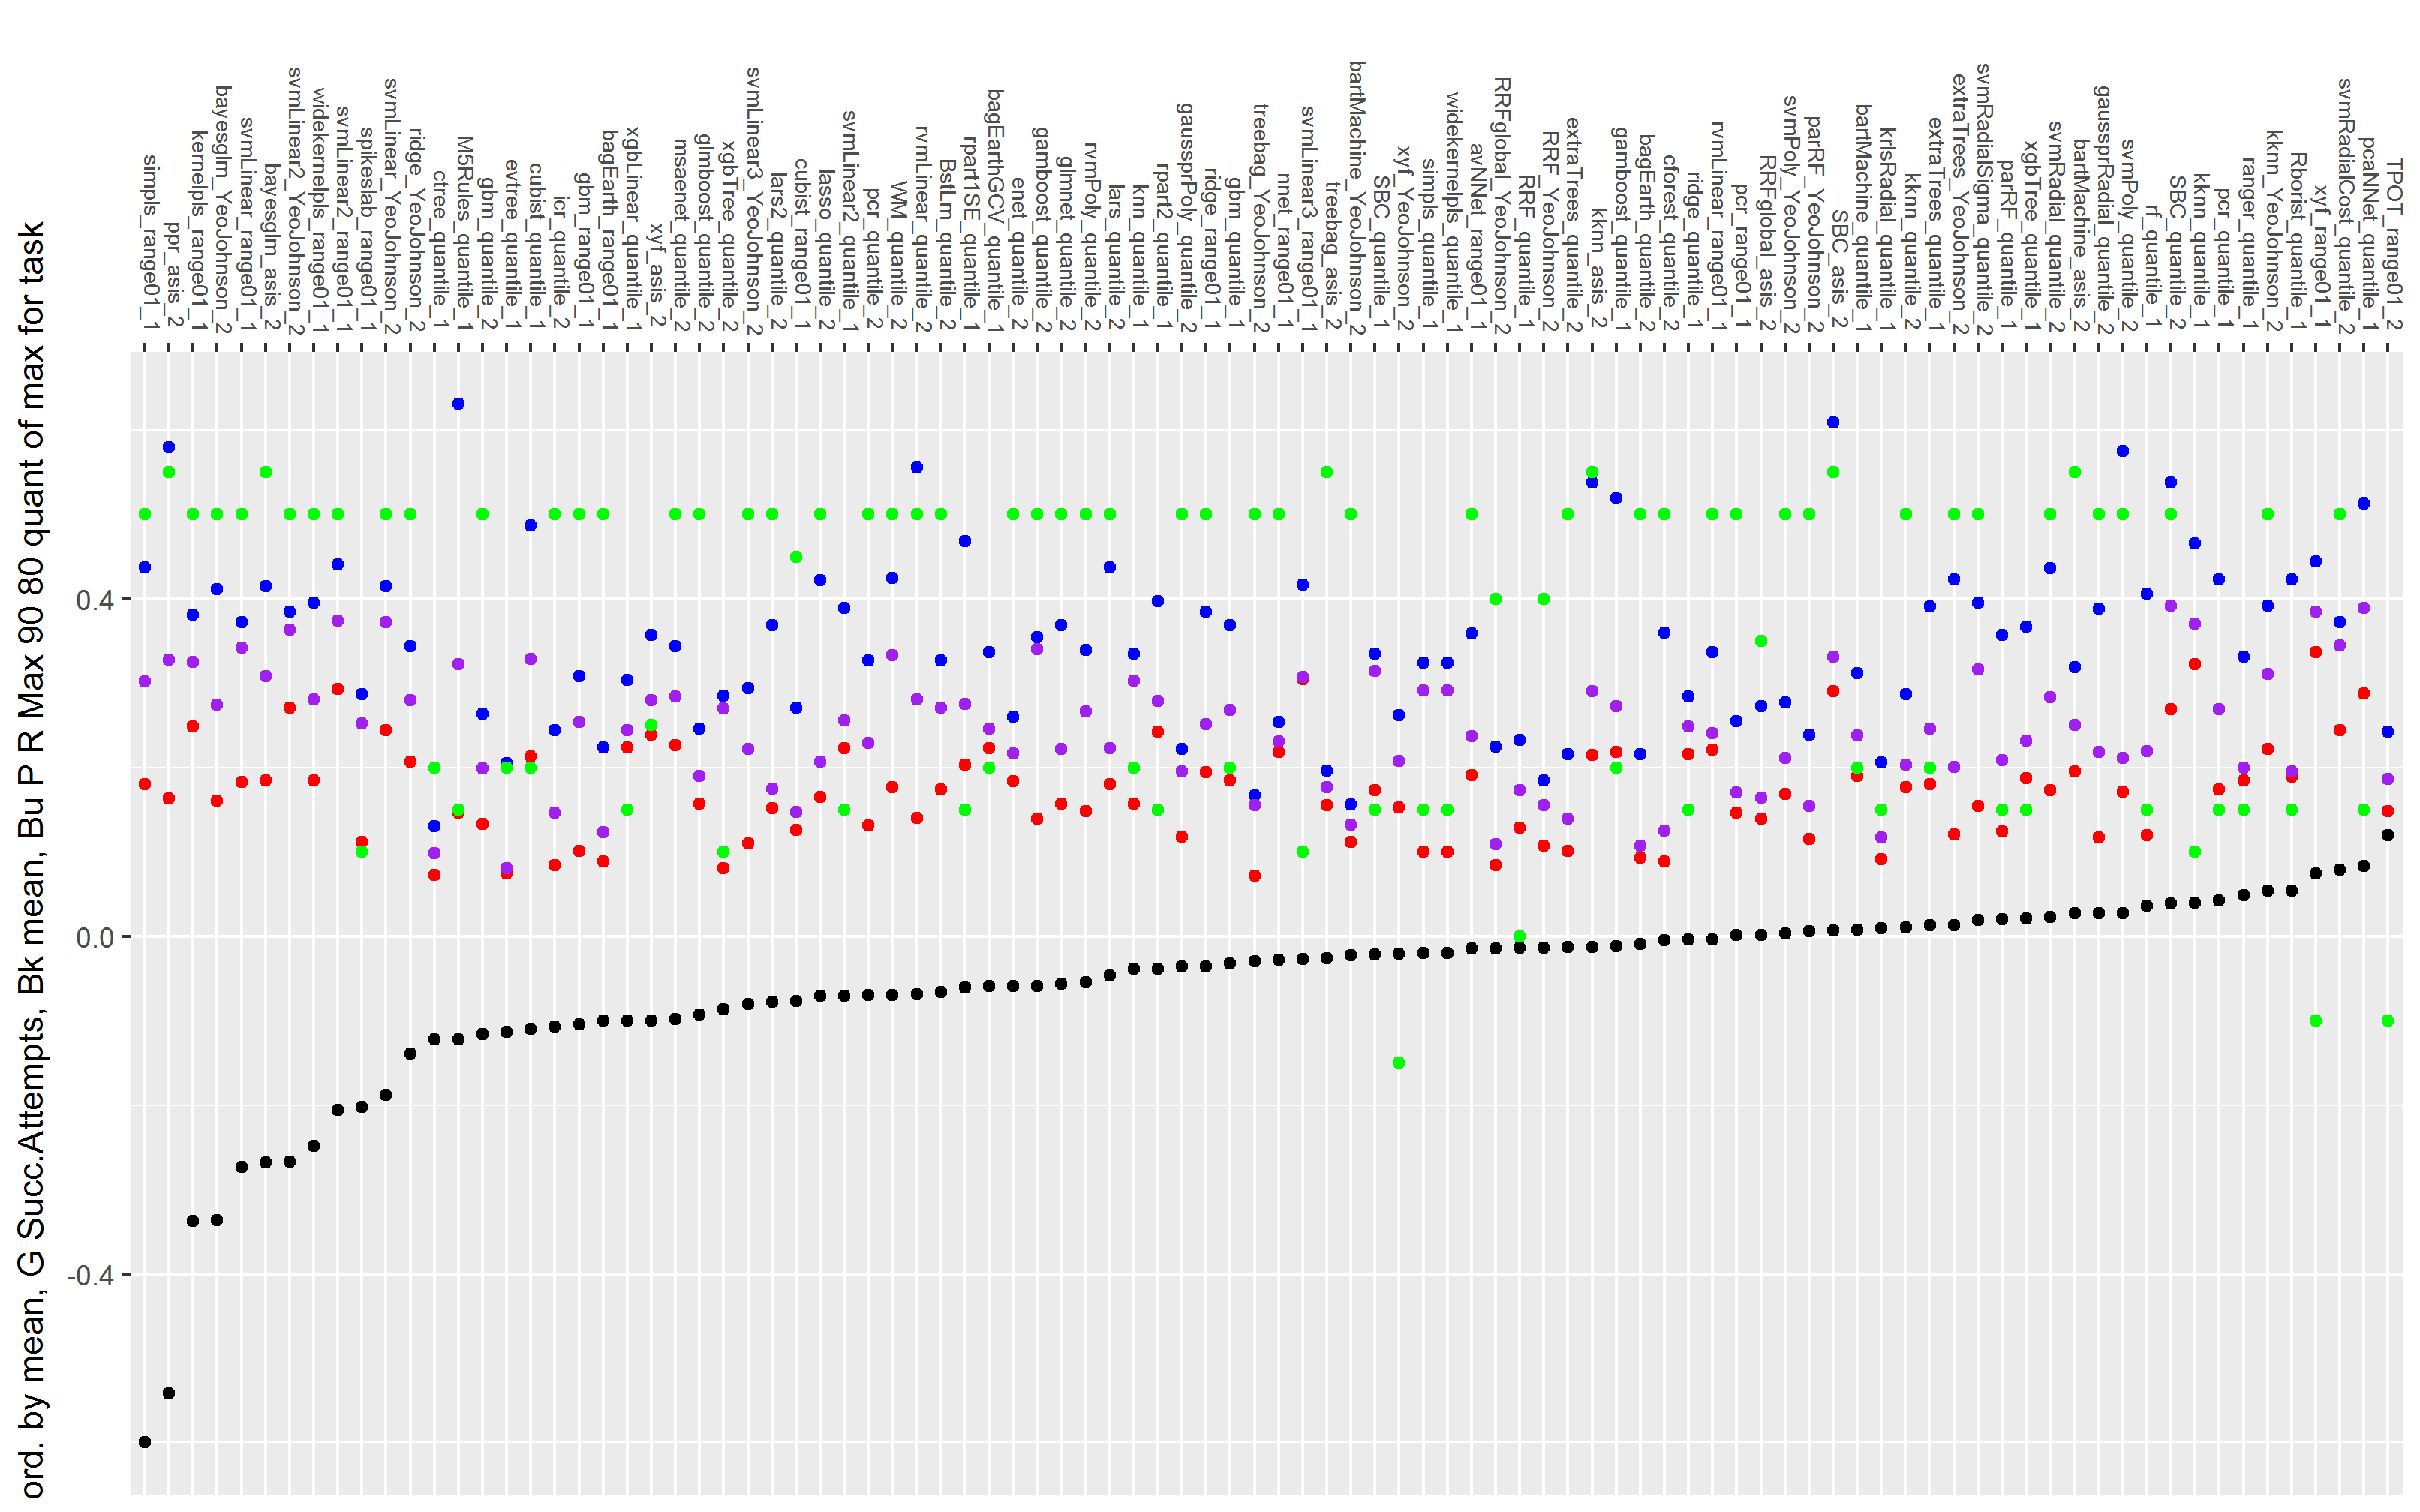 simpls_range01_1
ppr_asis_2
kernelpls_range01_1
bayesglm_YeoJohnson_2
svmLinear_range01_1
bayesglm_asis_2
svmLinear2_YeoJohnson_2
widekernelpls_range01_1
svmLinear2_range01_1
spikeslab_range01_1
svmLinear_YeoJohnson_2
ridge_YeoJohnson_2
ctree_quantile_1
M5Rules_quantile_1
gbm_quantile_2
evtree_quantile_1
cubist_quantile_1
icr_quantile_2
gbm_range01_1
bagEarth_range01_1
xgbLinear_quantile_1
xyf_asis_2
msaenet_quantile_2
glmboost_quantile_2
xgbTree_quantile_2
svmLinear3_YeoJohnson_2
lars2_quantile_2
cubist_range01_1
lasso_quantile_2
svmLinear2_quantile_1
pcr_quantile_2
WM_quantile_2
rvmLinear_quantile_2
BstLm_quantile_2
rpart1SE_quantile_1
bagEarthGCV_quantile_1
enet_quantile_2
gamboost_quantile_2
glmnet_quantile_2
rvmPoly_quantile_2
lars_quantile_2
knn_quantile_1
rpart2_quantile_1
gaussprPoly_quantile_2
ridge_range01_2
gbm_quantile_1
treebag_YeoJohnson_2
nnet_range01_1
svmLinear3_range01_1
treebag_asis_2
bartMachine_YeoJohnson_2
SBC_quantile_1
xyf_YeoJohnson_2
simpls_quantile_1
widekernelpls_quantile_1
avNNet_range01_1
RRFglobal_YeoJohnson_2
RRF_quantile_1
RRF_YeoJohnson_2
extraTrees_quantile_2
kknn_asis_2
gamboost_quantile_1
bagEarth_quantile_2
cforest_quantile_2
ridge_quantile_1
rvmLinear_range01_1
pcr_range01_1
RRFglobal_asis_2
svmPoly_YeoJohnson_2
parRF_YeoJohnson_2
SBC_asis_2
bartMachine_quantile_1
krlsRadial_quantile_1
kknn_quantile_2
extraTrees_quantile_1
extraTrees_YeoJohnson_2
svmRadialSigma_quantile_2
parRF_quantile_1
xgbTree_quantile_1
svmRadial_quantile_2
bartMachine_asis_2
gaussprRadial_quantile_2
svmPoly_quantile_2
rf_quantile_1
SBC_quantile_2
kknn_quantile_1
pcr_quantile_1
ranger_quantile_1
kknn_YeoJohnson_2
Rborist_quantile_1
xyf_range01_1
svmRadialCost_quantile_2
pcaNNet_quantile_1
TPOT_range01_2
ord. by mean, G Succ.Attempts, Bk mean, Bu P R Max 90 80 quant of max for task
0.4
0.0
-0.4